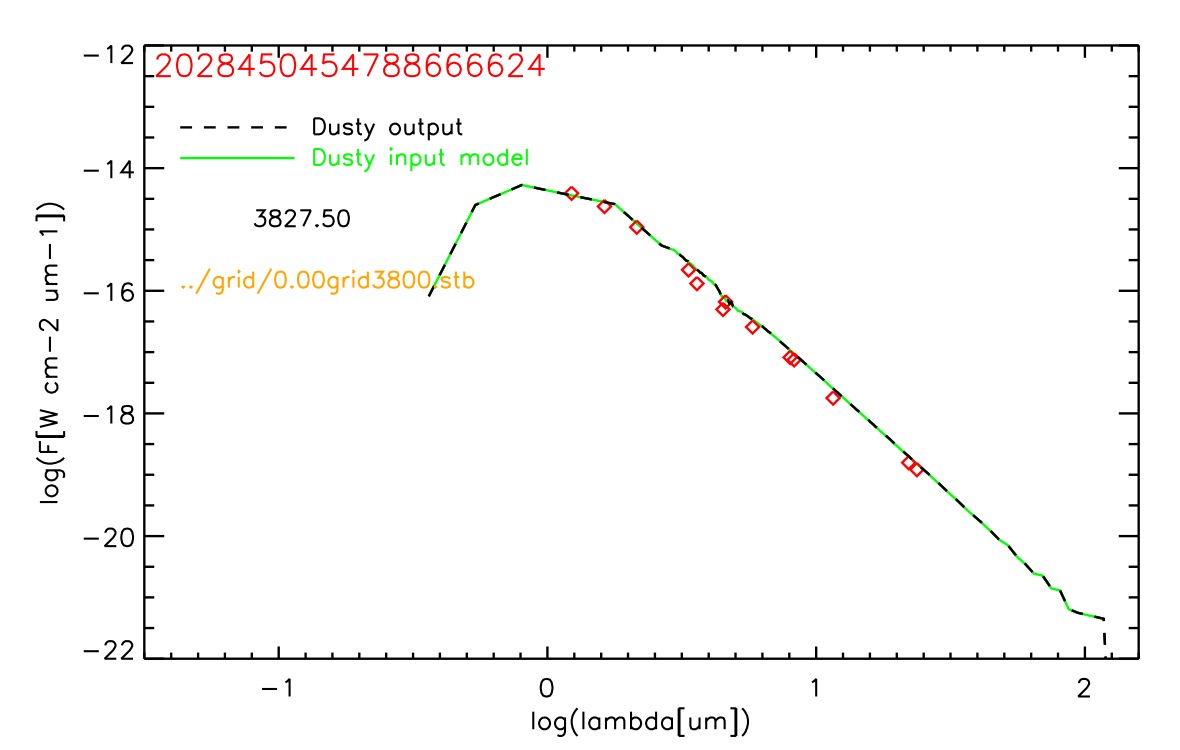 -12
2028450454788666624
Dusty output
Dusty input model
-14
3827.50
../grid/0.00grid3800.stb
-16
log(F[W cm-2 um-1])
-18
-20
-22
-1 0 1 2
log(lambda[um])